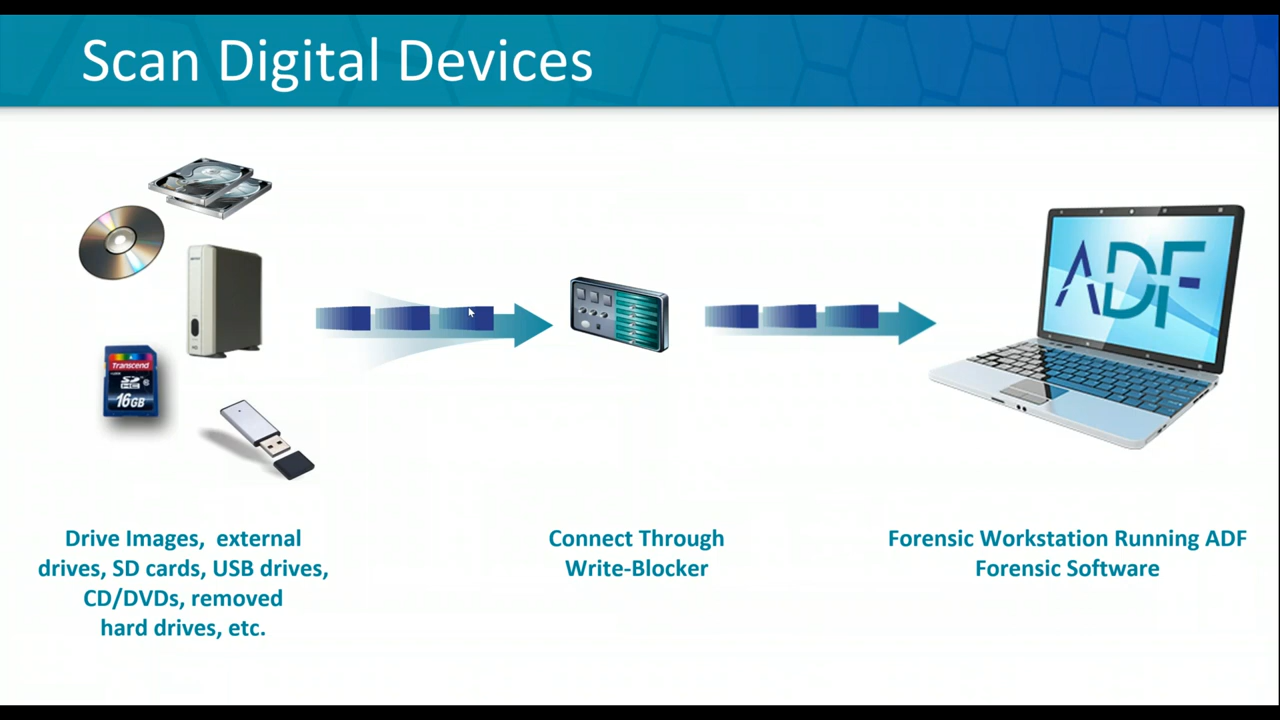 Scan Digital Devices
Transcend
16GB
ADF
Drive Images, external
drives, SD cards, USB drives,
CD/DVDs, removed
hard drives, etc.
Connect Through
Write-Blocker
Forensic Workstation Running ADF
Forensic Software